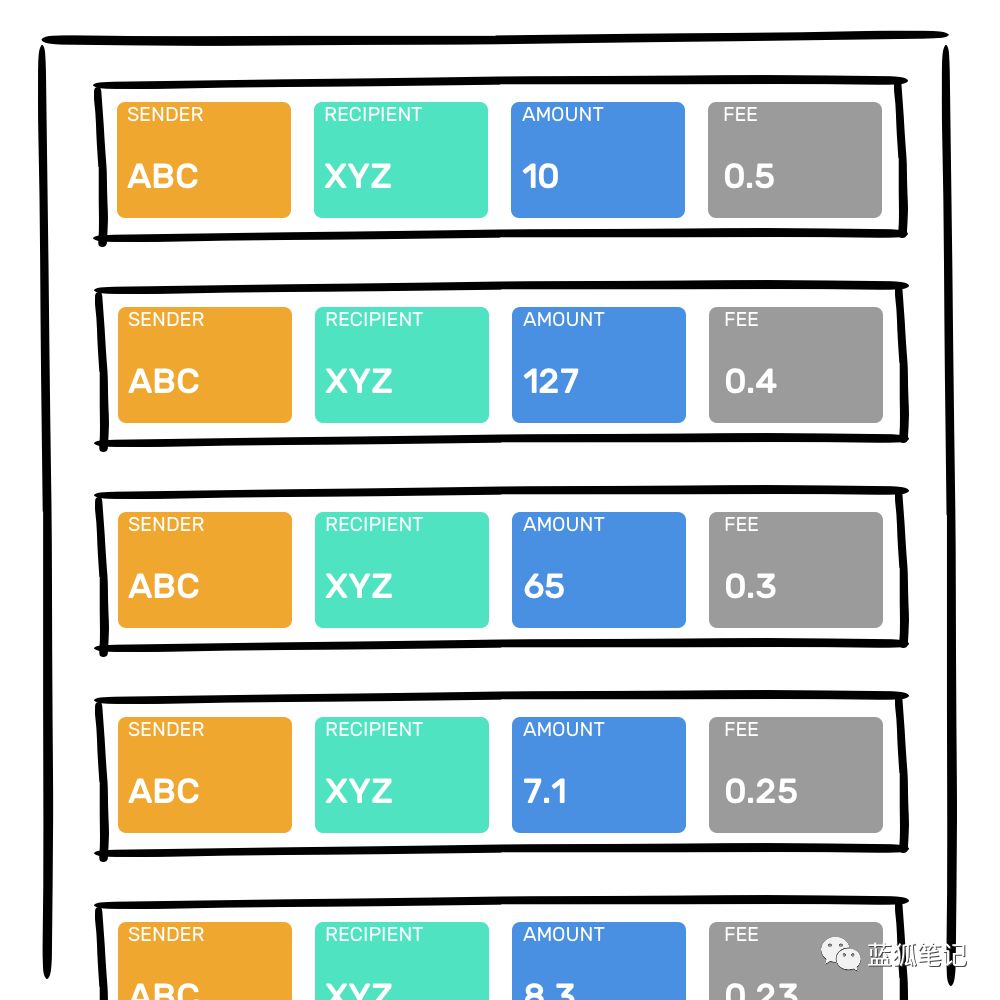 SENDER RECIPIENT AMOUNT FEE
ABC XYZ 10 0.5
SENDER RECIPIENT AMOUNT FEE
ABC XYZ 127 0.4
SENDER RECIPIENT AMOUNT FEE
ABC XYZ 65 0.3
SENDER RECIPIENT AMOUNT FEE
ABC XYZ 7.1 0.25
SENDER RECIPIENT AMOUNT FEE
ABC XYZ 8.3 0.23
蓝狐笔记